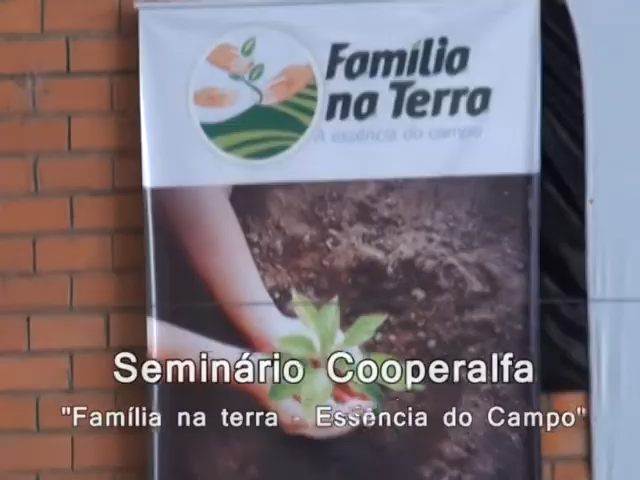 Família
na Terra
A essência do campo
Seminário Cooperalfa
"Família na terra - Essência do Campo"